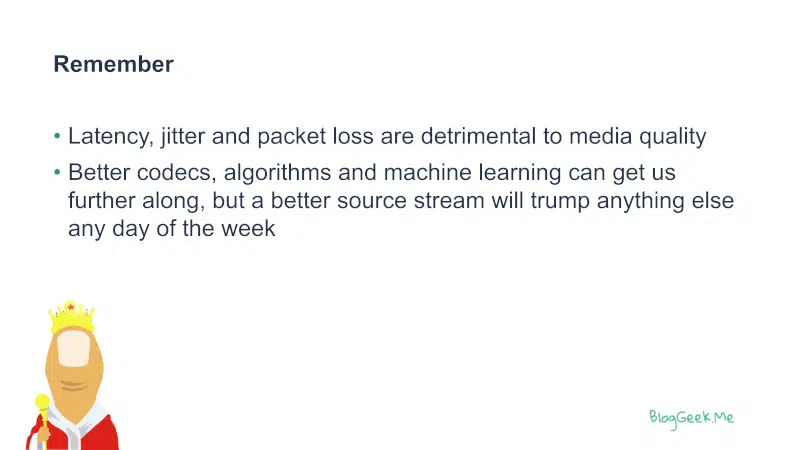 Remember
• Latency, jitter and packet loss are detrimental to media quality
• Better codecs, algorithms and machine learning can get us
further along, but a better source stream will trump anything else
any day of the week
BlogGeek.Me